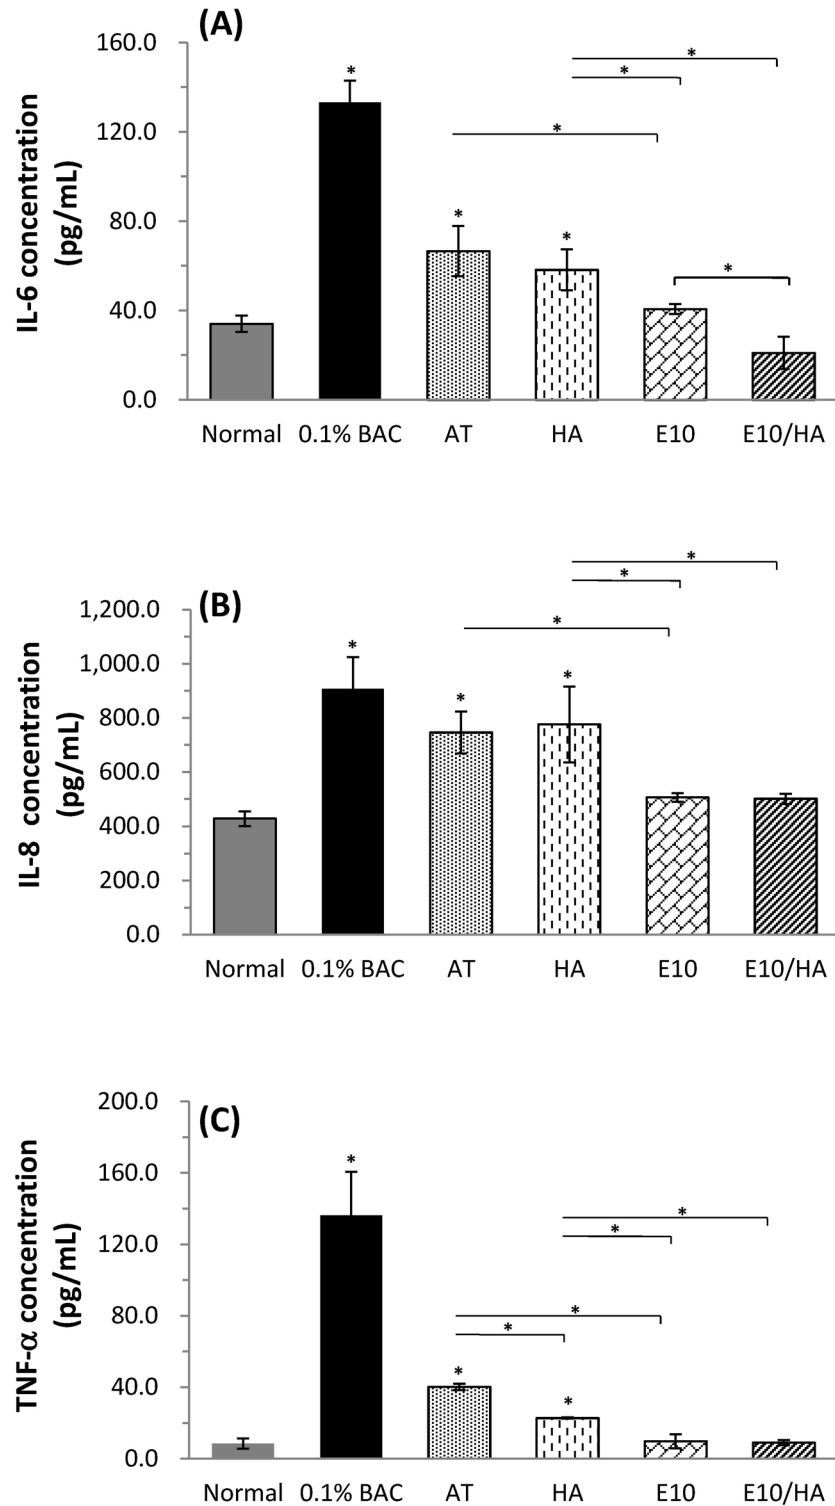 (A)
IL-6 concentration
(pg/mL)
160.0
120.0
80.0
40.0
0.0
* * * * * * * *
Normal 0.1% BAC AT HA E10 E10/HA
(B)
IL-8 concentration
(pg/mL)
1,200.0
1,000.0
800.0
600.0
400.0
200.0
0.0
* * * * * *
Normal 0.1% BAC AT HA E10 E10/HA
(C)
TNF-α concentration
(pg/mL)
200.0
160.0
120.0
80.0
40.0
0.0
* * * * * * *
Normal 0.1% BAC AT HA E10 E10/HA